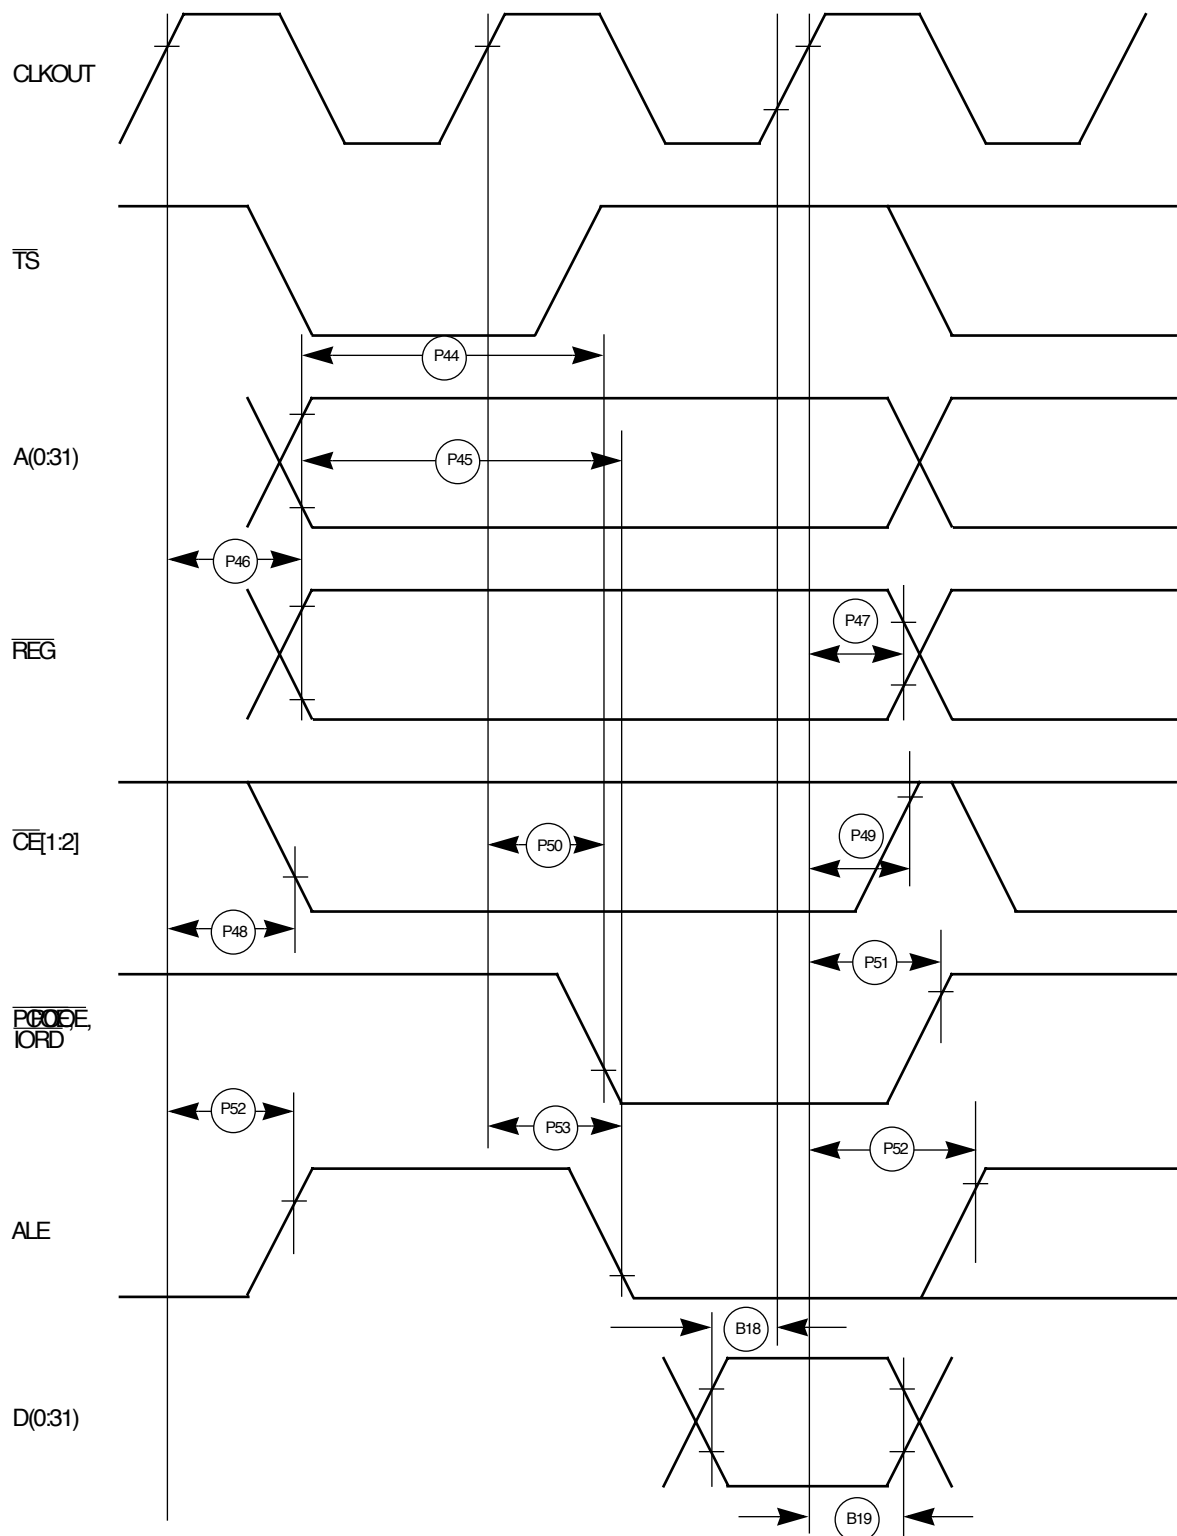 CLKOUT
TS
P44
A(0:31)
P45
P46
REG
P47
CE[1:2]
P50
P49
P48
P51
IORD
P52
P53
P52
ALE
B18
D(0:31)
B19